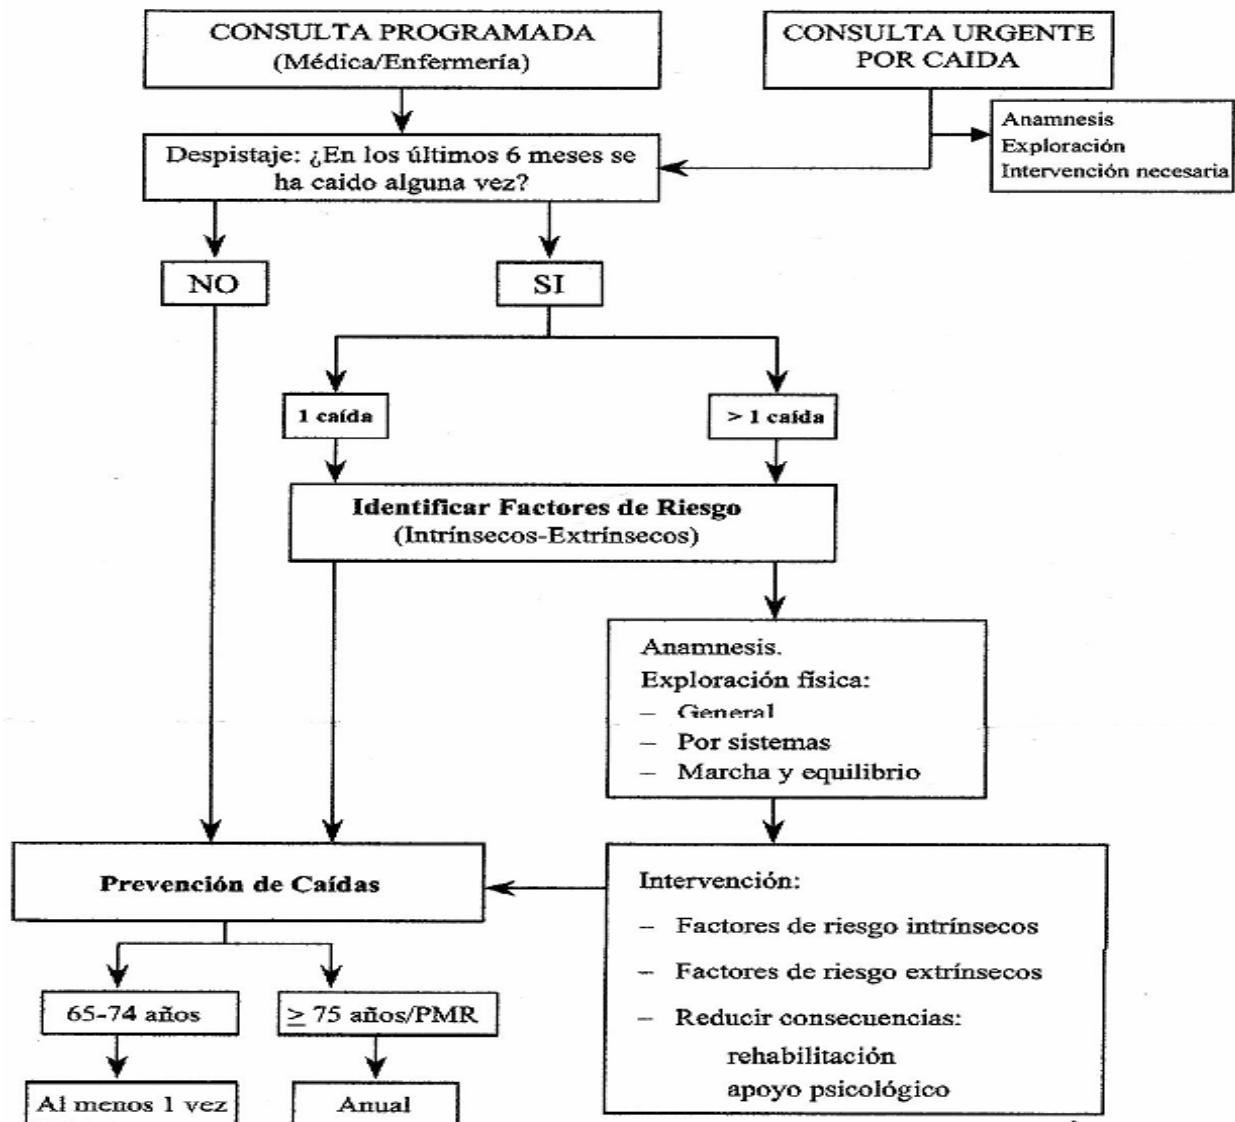 CONSULTA PROGRAMADA
(Médica/Enfermería)
CONSULTA URGENTE
POR CAIDA
Anamnesis
Exploración
Intervención necesaria
Despistaje: ¿En los últimos 6 meses se
ha caido alguna vez?
NO
SI
1 caída
> 1 caída
Identificar Factores de Riesgo
(Intrínsecos-Extrínsecos)
Anamnesis.
Exploración física:
– General
– Por sistemas
– Marcha y equilibrio
Prevención de Caídas
Intervención:
– Factores de riesgo intrínsecos
– Factores de riesgo extrínsecos
– Reducir consecuencias:
rehabilitación
apoyo psicológico
65-74 años
≥ 75 años/PMR
Al menos 1 vez
Anual